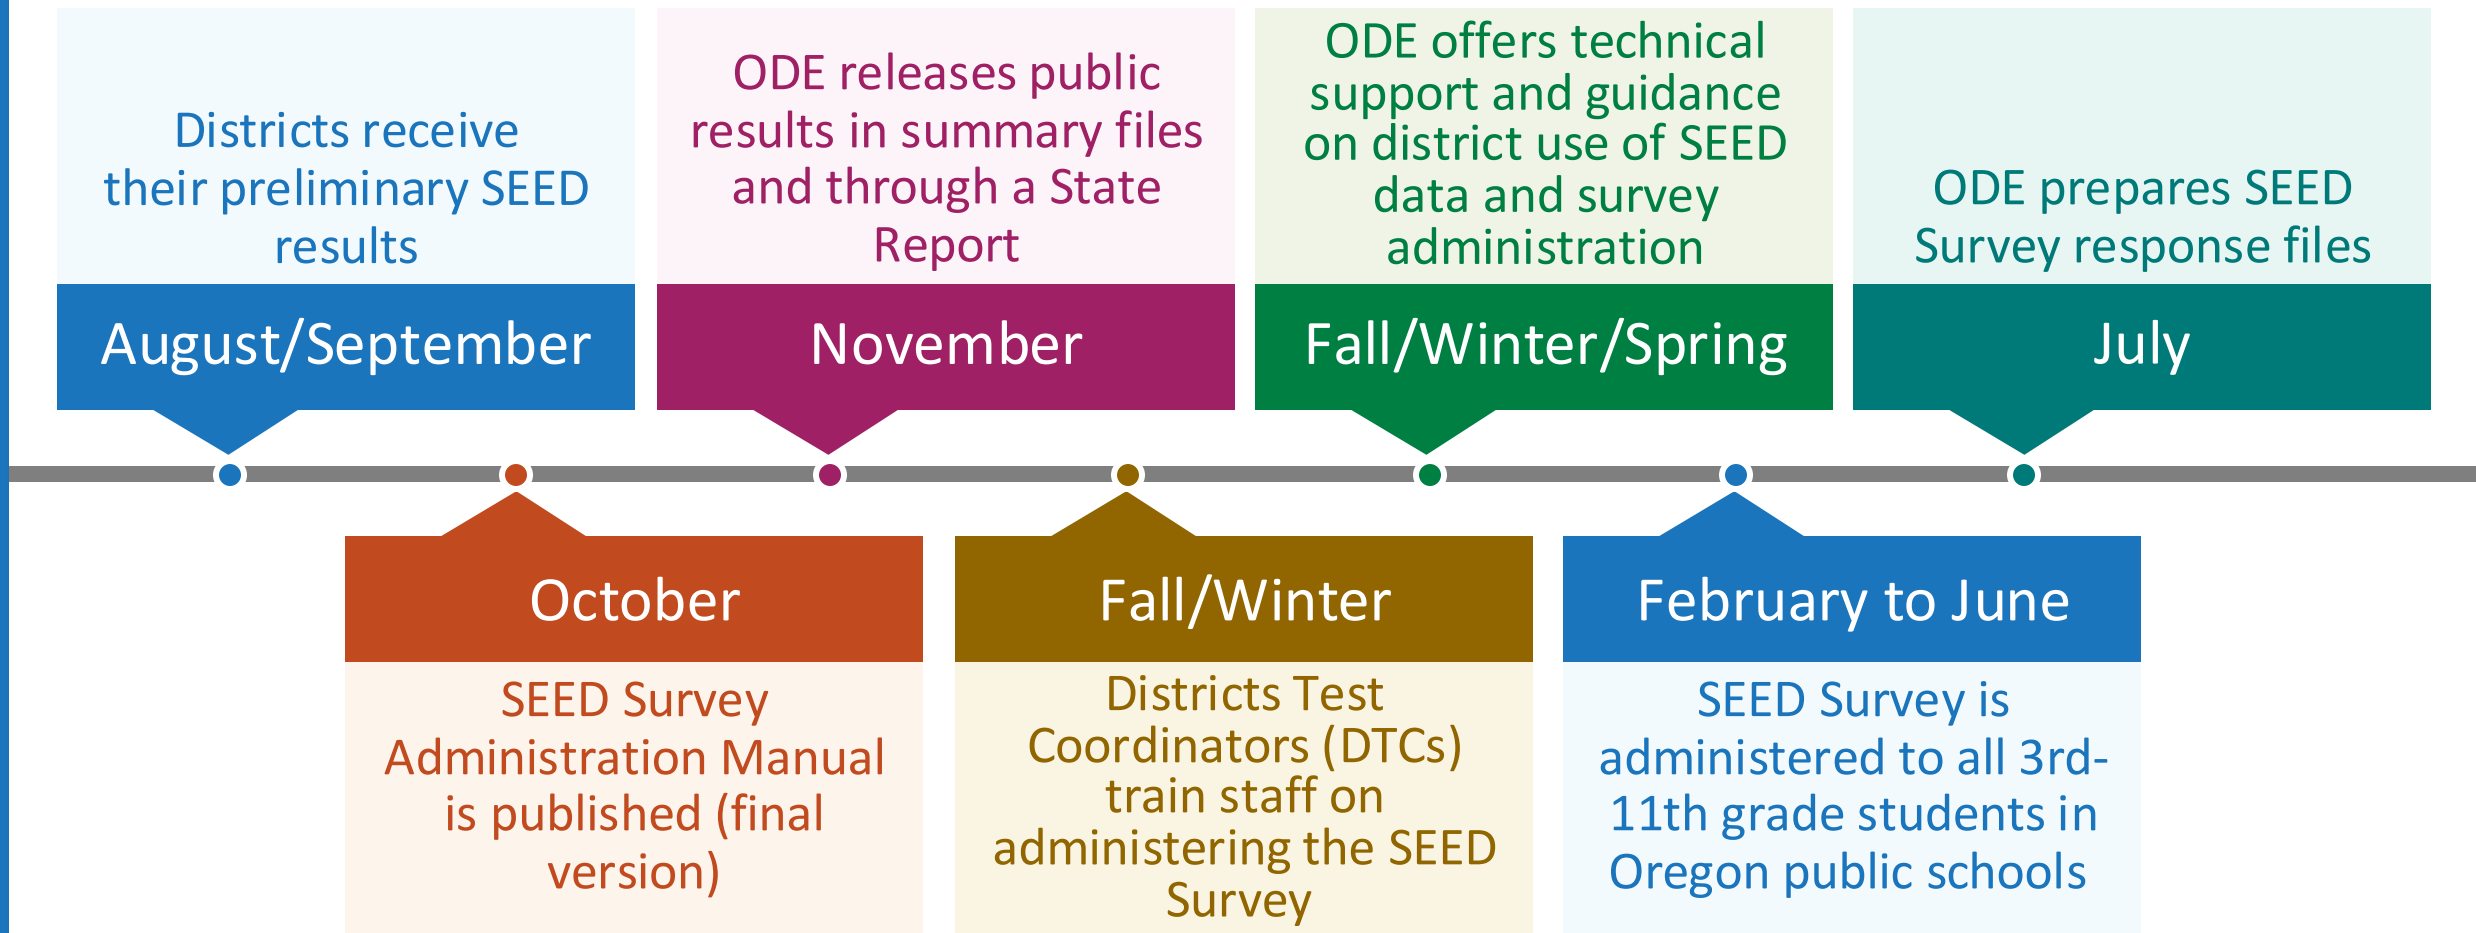 Districts receive
their preliminary SEED
results
August/September
October
SEED Survey
Administration Manual
is published (final
version)
ODE releases public
results in summary files
and through a State
Report
November
Fall/Winter
Districts Test
Coordinators (DTCs)
train staff on
administering the SEED
Survey
ODE offers technical
support and guidance
on district use of SEED
data and survey
administration
Fall/Winter/Spring
February to June
SEED Survey is
administered to all 3rd-
11th grade students in
Oregon public schools
ODE prepares SEED
Survey response files
July